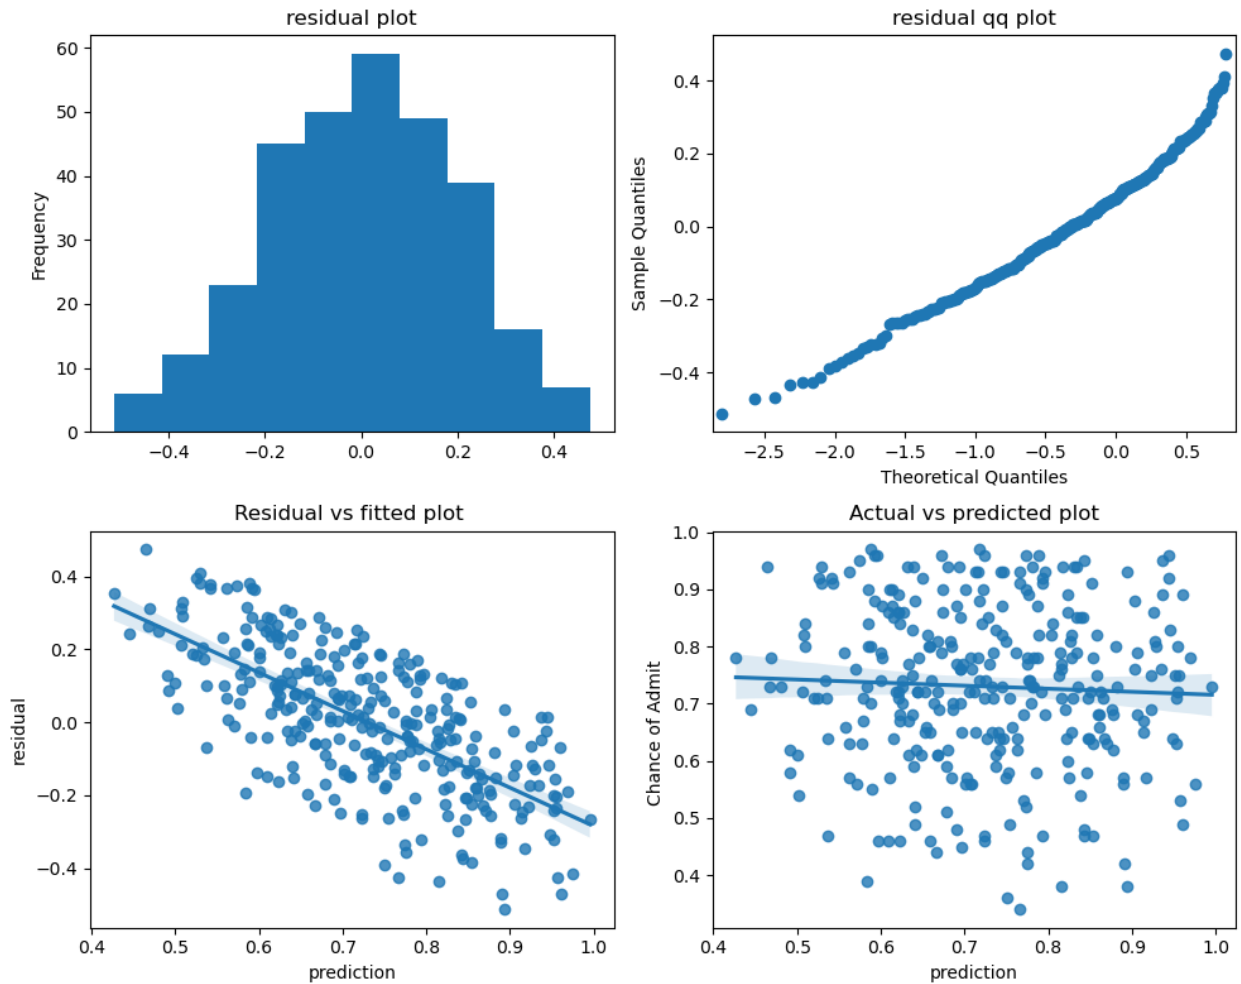 residual plot
60
50
40
30
20
10
0
Frequency
−0.4 −0.2 0.0 0.2 0.4
residual qq plot
0.4
0.2
0.0
−0.2
−0.4
Sample Quantiles
−2.5 −2.0 −1.5 −1.0 −0.5 0.0 0.5
Theoretical Quantiles
Residual vs fitted plot
0.4
0.2
0.0
−0.2
−0.4
residual
0.4 0.5 0.6 0.7 0.8 0.9 1.0
prediction
Actual vs predicted plot
1.0
0.9
0.8
0.7
0.6
0.5
0.4
Chance of Admit
0.4 0.5 0.6 0.7 0.8 0.9 1.0
prediction